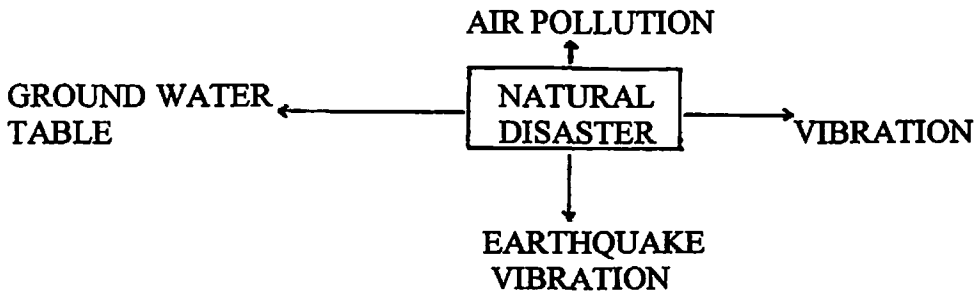 AIR POLLUTION
GROUND WATER
TABLE
NATURAL
DISASTER
VIBRATION
EARTHQUAKE
VIBRATION